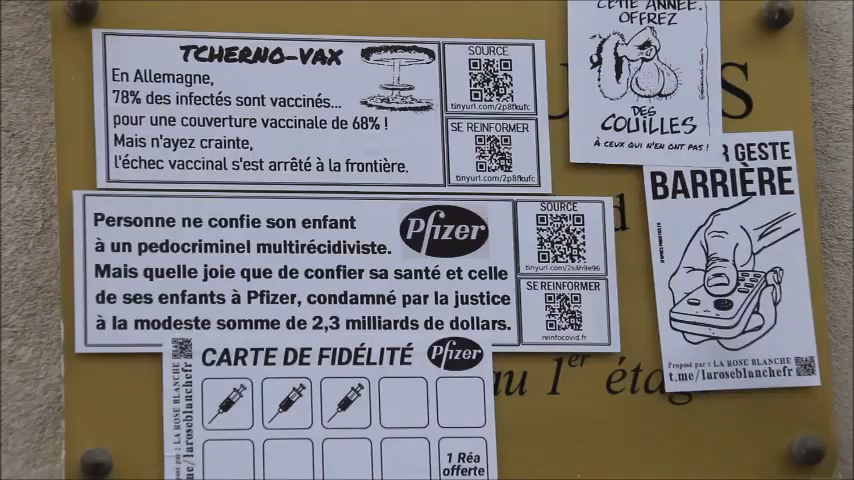 TCHERNO-VAX
En Allemagne,
78% des infectés sont vaccinés...
pour une couverture vaccinale de 68% !
Mais n'ayez crainte,
l'échec vaccinal s'est arrêté à la frontière.
SOURCE
tinyurl.com/2p8fkufc
SE REINFORMER
tinyurl.com/2p8fkufc
CETTE ANNÉE,
OFFREZ
DES
COUILLES
À CEUX QUI N'EN ONT PAS !
S
GESTE
BARRIÈRE
Proposé par : LA ROSE BLANCHE
t.me/laroseblanchefr
Personne ne confie son enfant
à un pedocriminel multirécidiviste.
Mais quelle joie que de confier sa santé et celle
de ses enfants à Pfizer, condamné par la justice
à la modeste somme de 2,3 milliards de dollars.
Pfizer
SOURCE
tinyurl.com/2s4h9e96
SE REINFORMER
reinfocovid.fr
d
au 1er étag
CARTE DE FIDÉLITÉ Pfizer
1 Réa
offerte
posé par : LA ROSE BLANCHE
me/laroseblanchefr